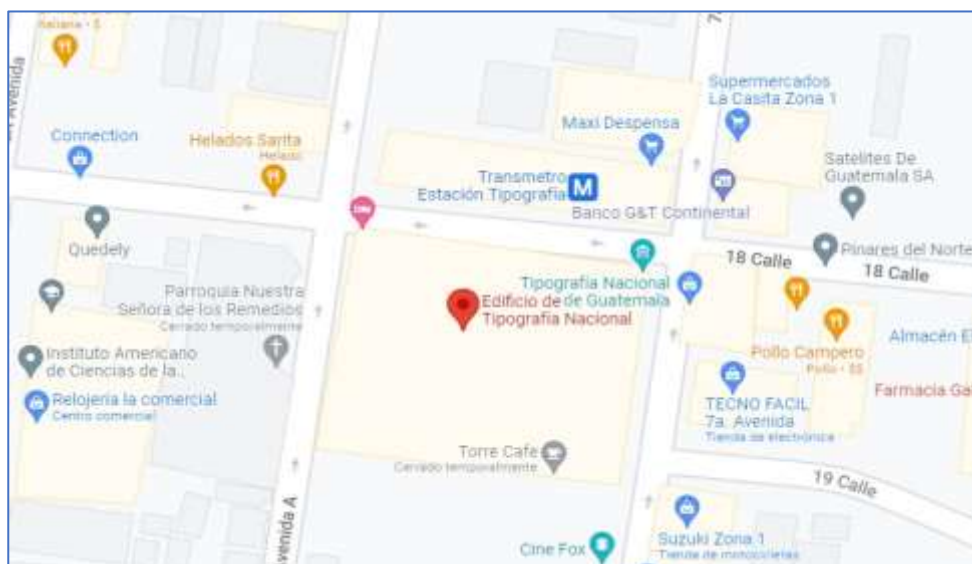 Italiana · $
Avenida
Connection
Helados Sarita
Helado
Quedely
Parroquia Nuestra
Señora de los Remedios
Cerrado temporalmente
Instituto Americano
de Ciencias de la..
Relojería la comercial
Centro comercial
Avenida A
Supermercados
La Casita Zona 1
Maxi Despensa
Transmetro
Estación Tipografía
M
Banco G&T Continental
Satelites De
Guatemala SA
Pinares del Norte
18 Calle
18 Calle
Tipografía Nacional
de Guatemala
Edificio de
Tipografía Nacional
Pollo Campero
Pollo · $$
Almacén El
Farmacia Ga
TECNO FACIL
7a. Avenida
Tienda de electrónica
Torre Cafe
Cerrado temporalmente
19 Calle
Suzuki Zona 1
Tienda de motocicletas
Cine Fox